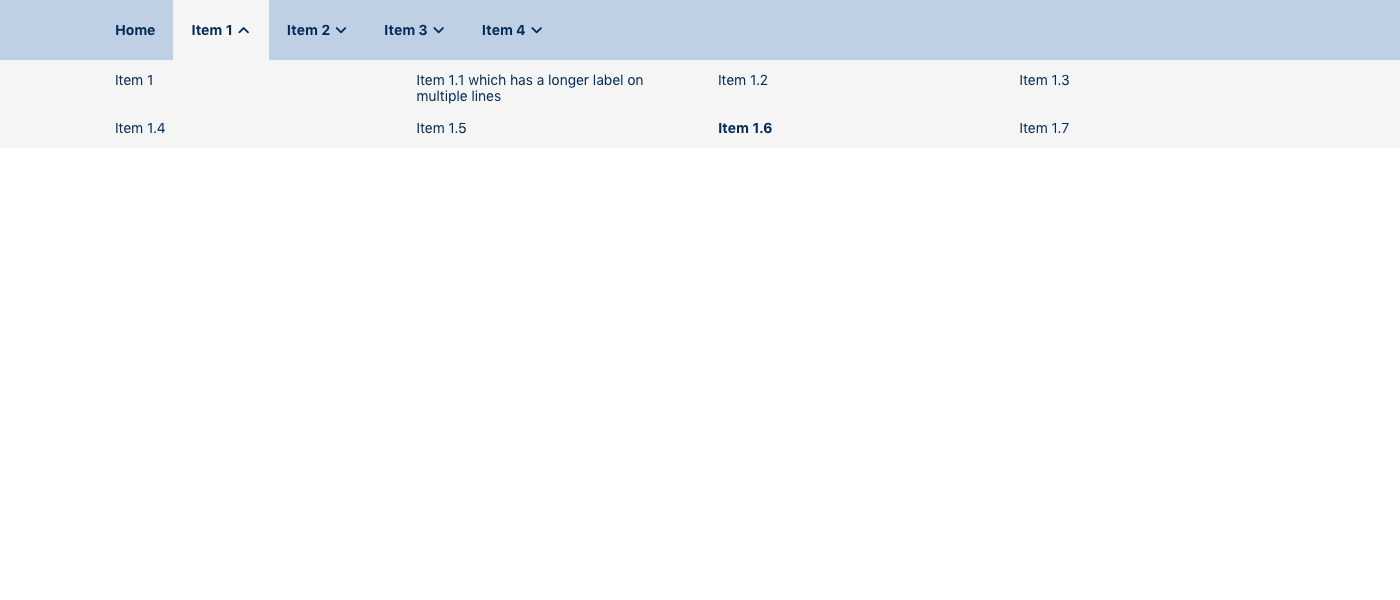 Home
Item 1
Item 2
Item 3
Item 4
Item 1
Item 1.1 which has a longer label on
multiple lines
Item 1.2
Item 1.3
Item 1.4
Item 1.5
Item 1.6
Item 1.7